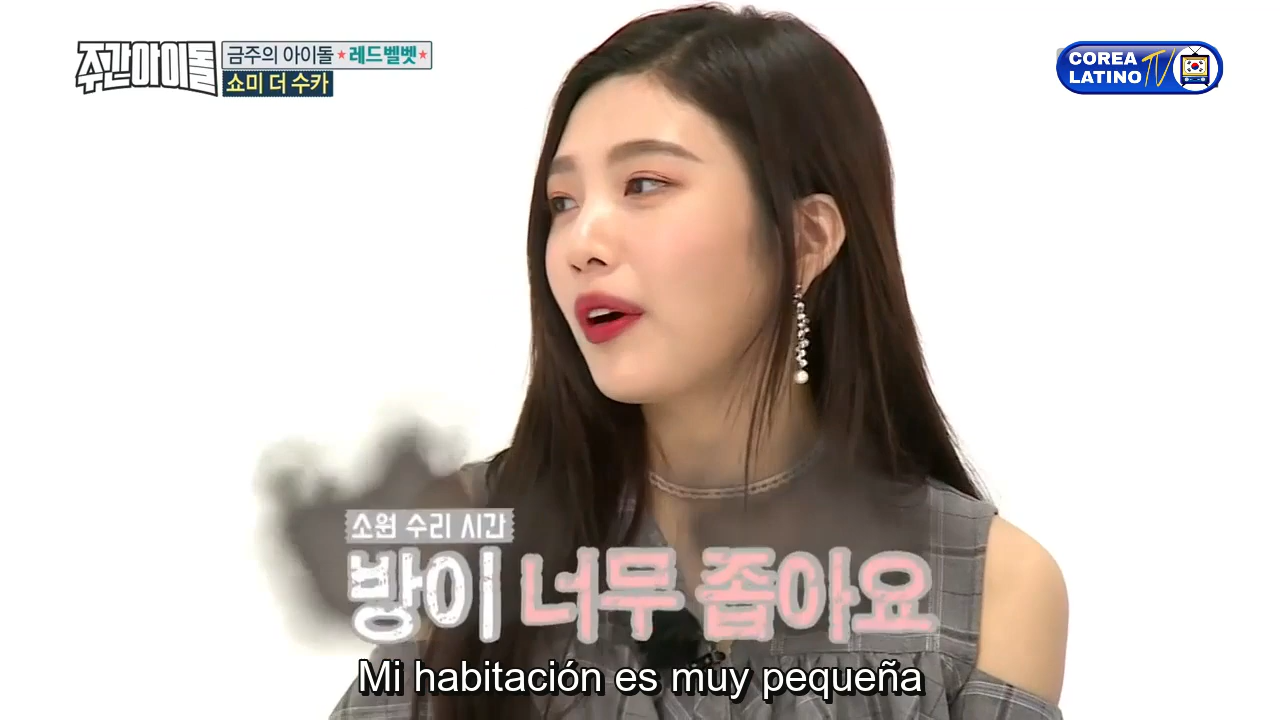 주간아이돌
금주의 아이돌 ★레드벨벳★
쇼미 더 수카
COREA
LATINO TV
소원 수리 시간
방이 너무 좁아요
Mi habitación es muy pequeña